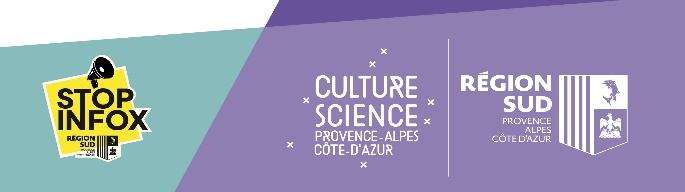 STOP
INFOX
RÉGION
SUD
CULTURE
SCIENCE
PROVENCE-ALPES
CÔTE-D'AZUR
RÉGION
SUD
PROVENCE
ALPES
CÔTE D'AZUR